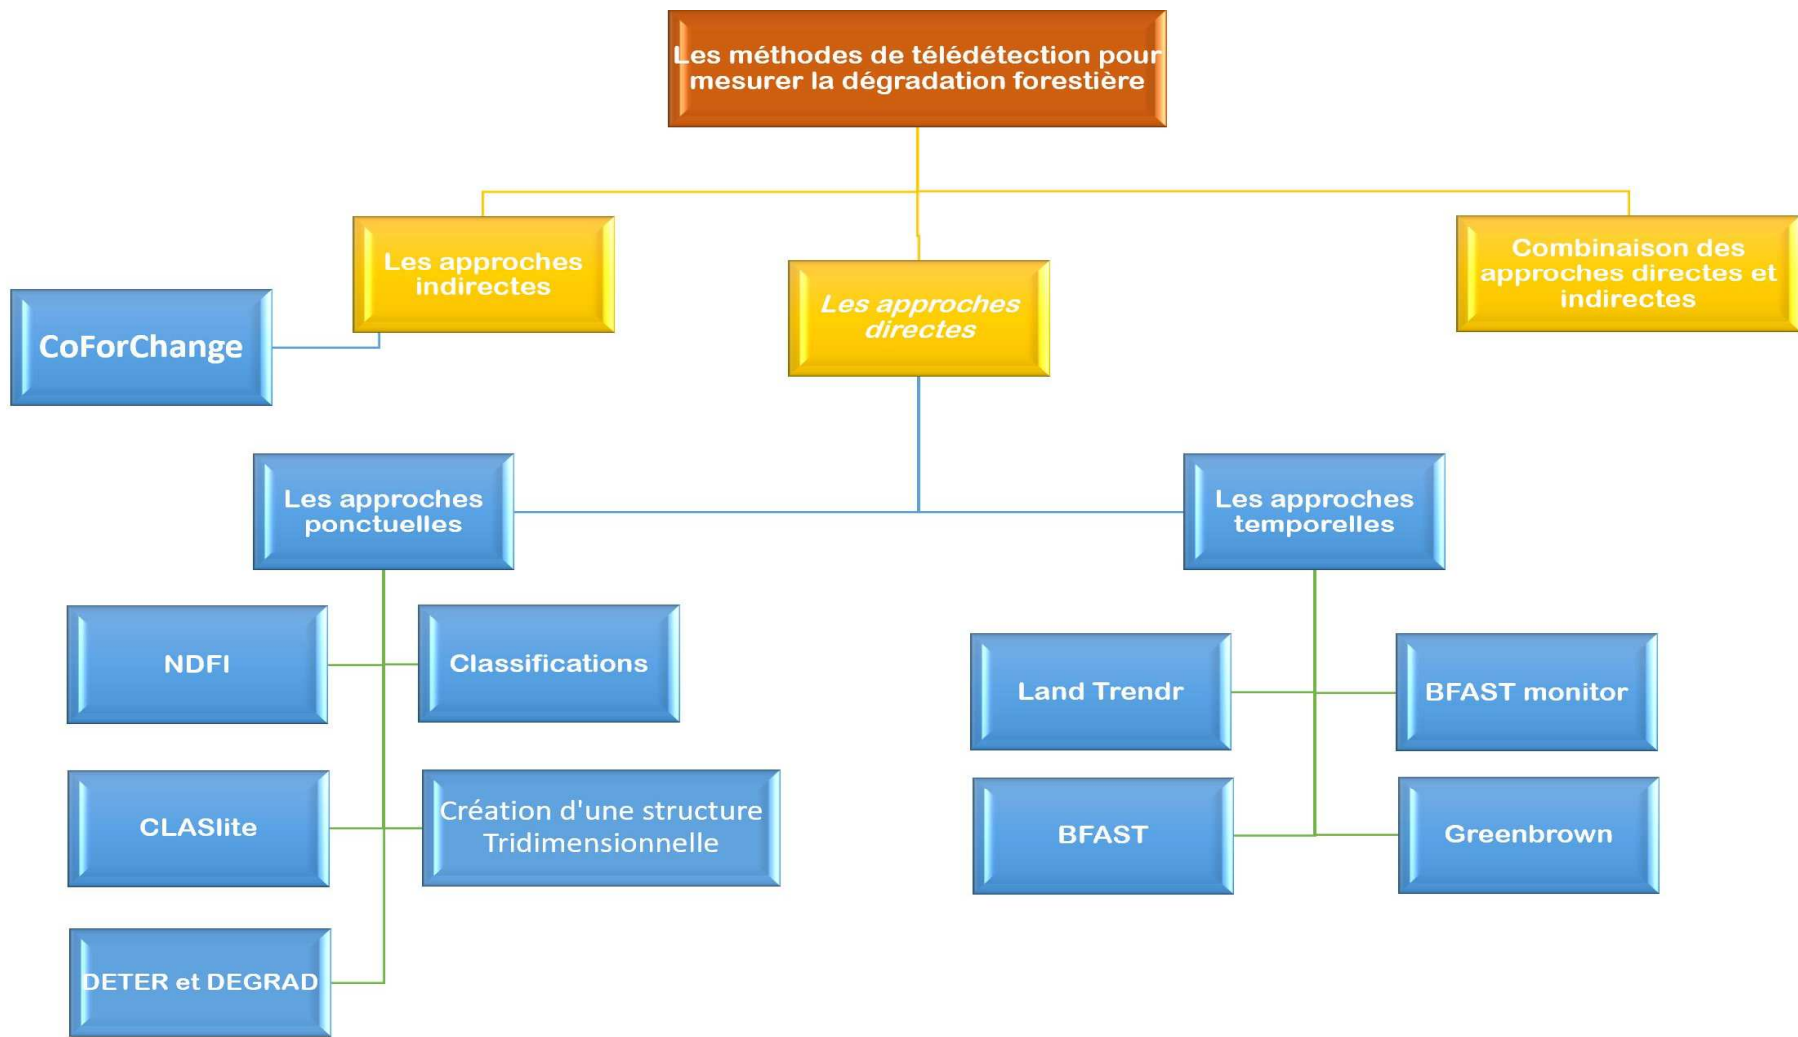 Les méthodes de télédétection pour
mesurer la dégradation forestière
Les approches
indirectes
Les approches
directes
Combinaison des
approches directes et
indirectes
CoForChange
Les approches
ponctuelles
Les approches
temporelles
NDFI
Classifications
Land Trendr
BFAST monitor
CLASlite
Création d'une structure
Tridimensionnelle
BFAST
Greenbrown
DETER et DEGRAD